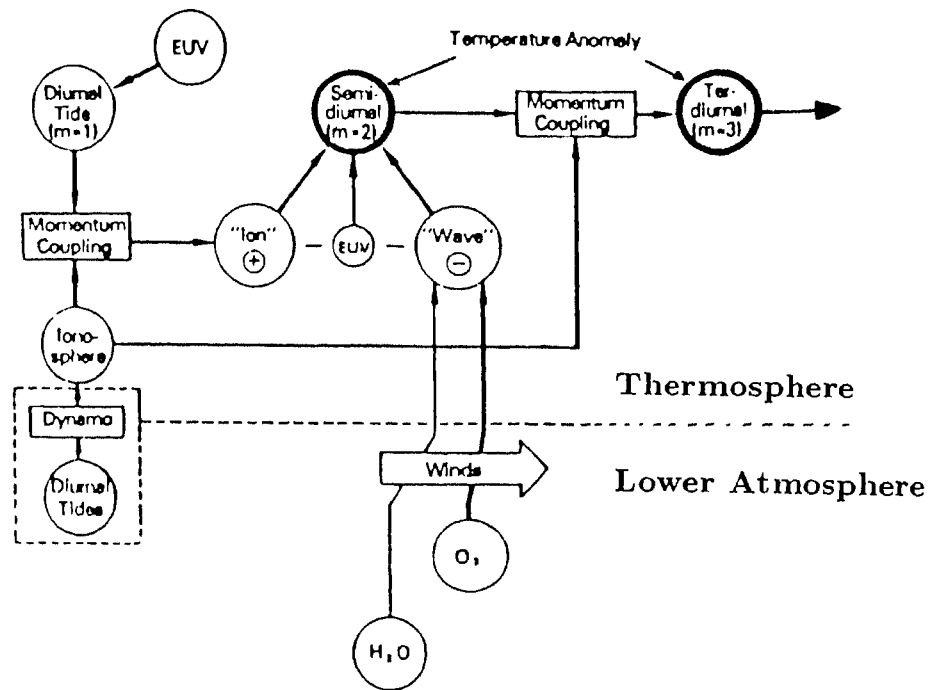 EUV
Temperature Anomaly
Diurnal
Tide
(m=1)
Semi-
diurnal
(m=2)
Momentum
Coupling
Ter-
diurnal
(m=3)
Momentum
Coupling
"Ion"
+
EUV
"Wave"
−
Iono-
sphere
Thermosphere
Dynamo
Diurnal
Tides
Winds
Lower Atmosphere
O₃
H₂O